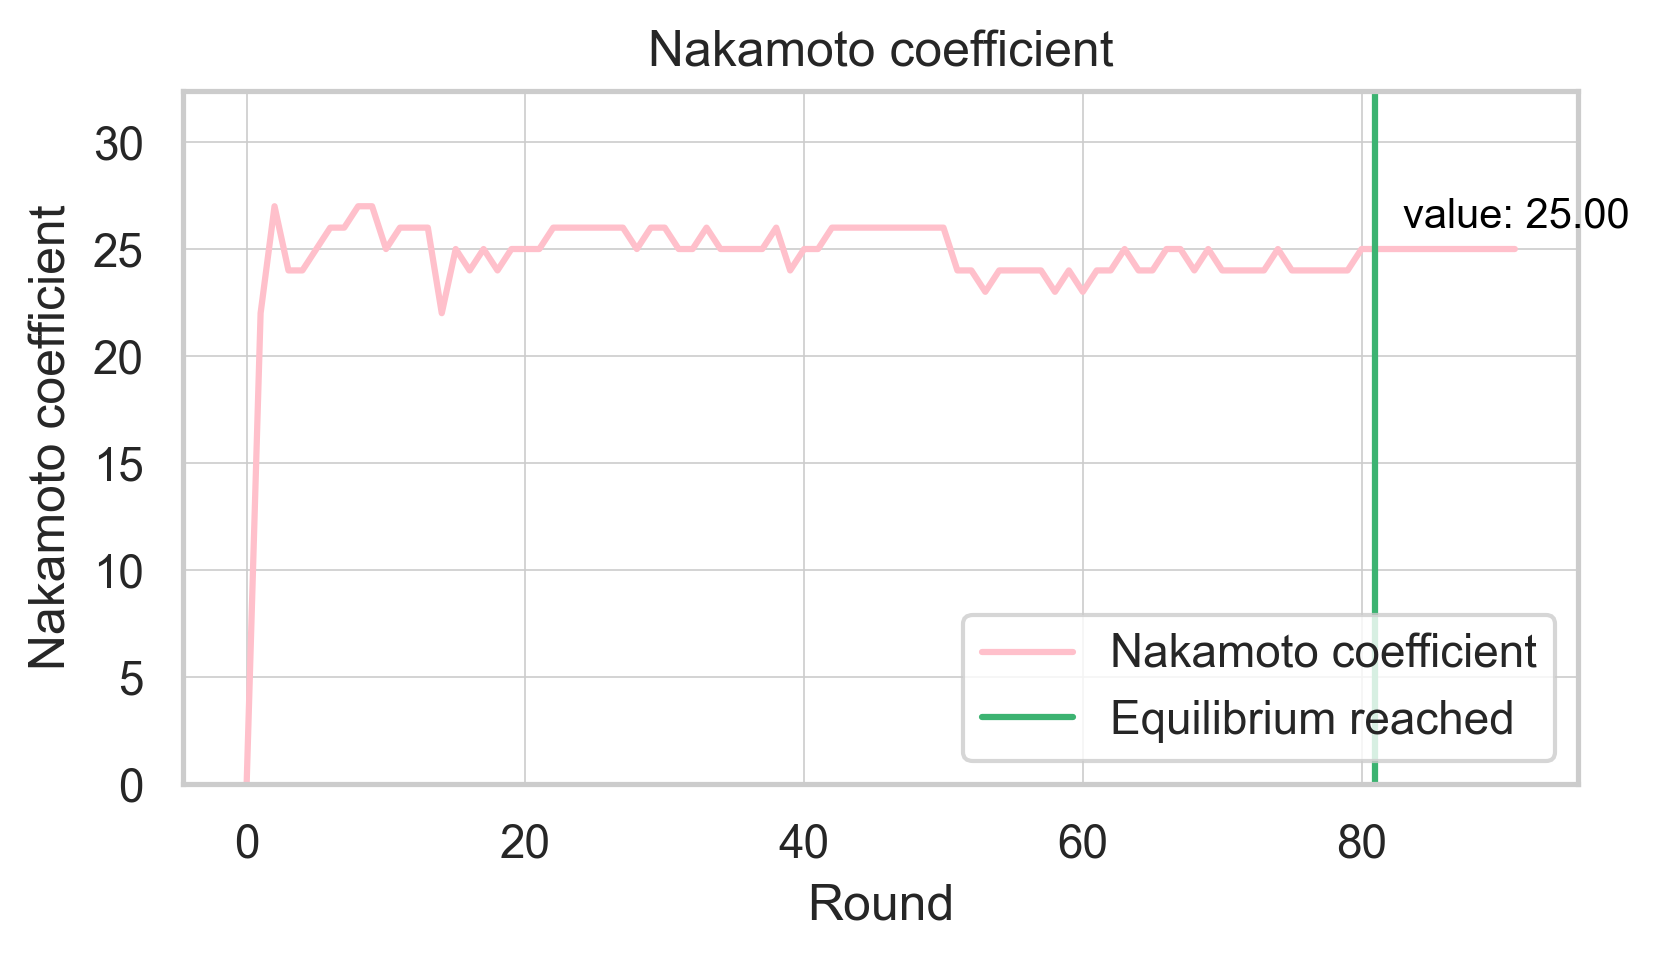 Nakamoto coefficient
Nakamoto coefficient
30
25
20
15
10
5
0
value: 25.00
Nakamoto coefficient
Equilibrium reached
0 20 40 60 80
Round